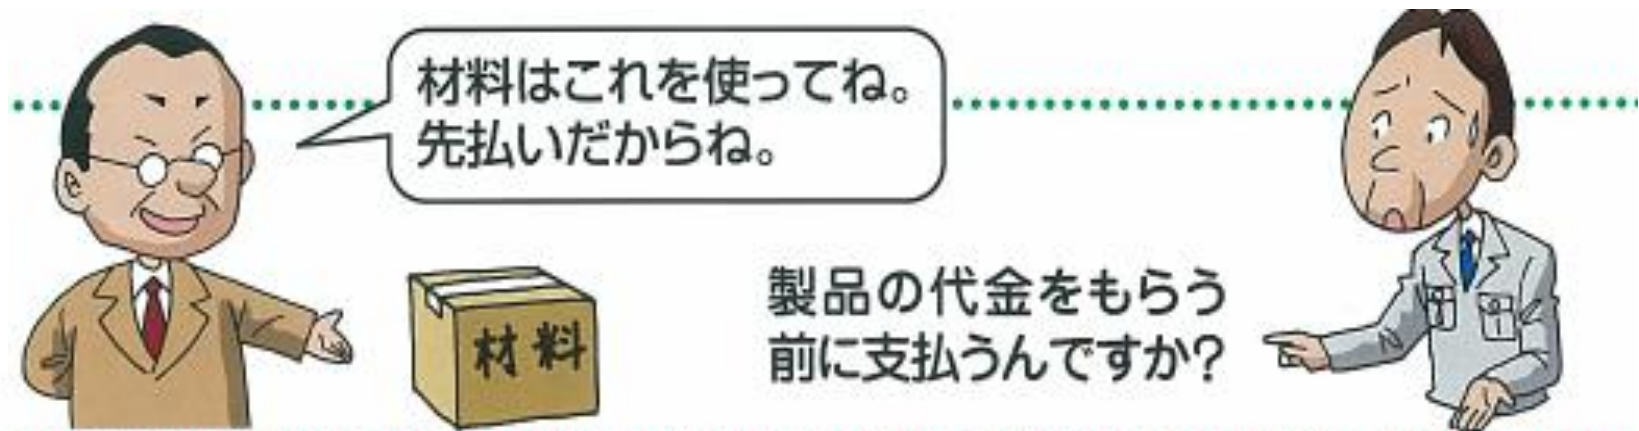 材料はこれを使ってね。
先払いだからね。
材料
製品の代金をもらう
前に支払うんですか?